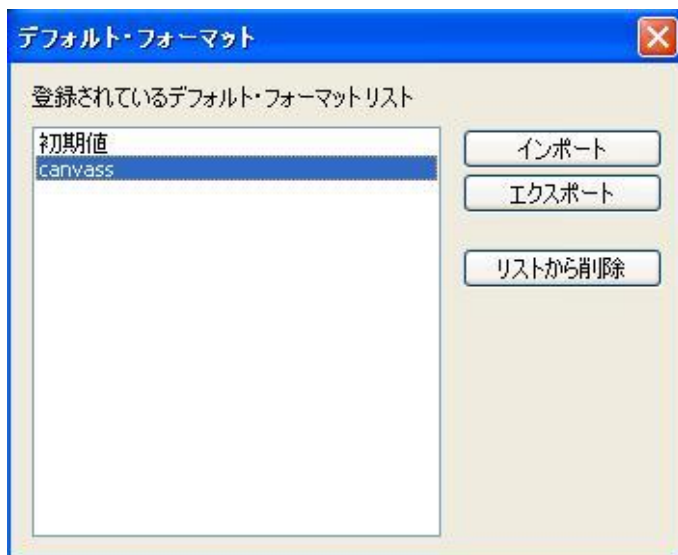 デフォルト・フォーマット
登録されているデフォルト・フォーマットリスト
初期値
canvass
インポート
エクスポート
リストから削除